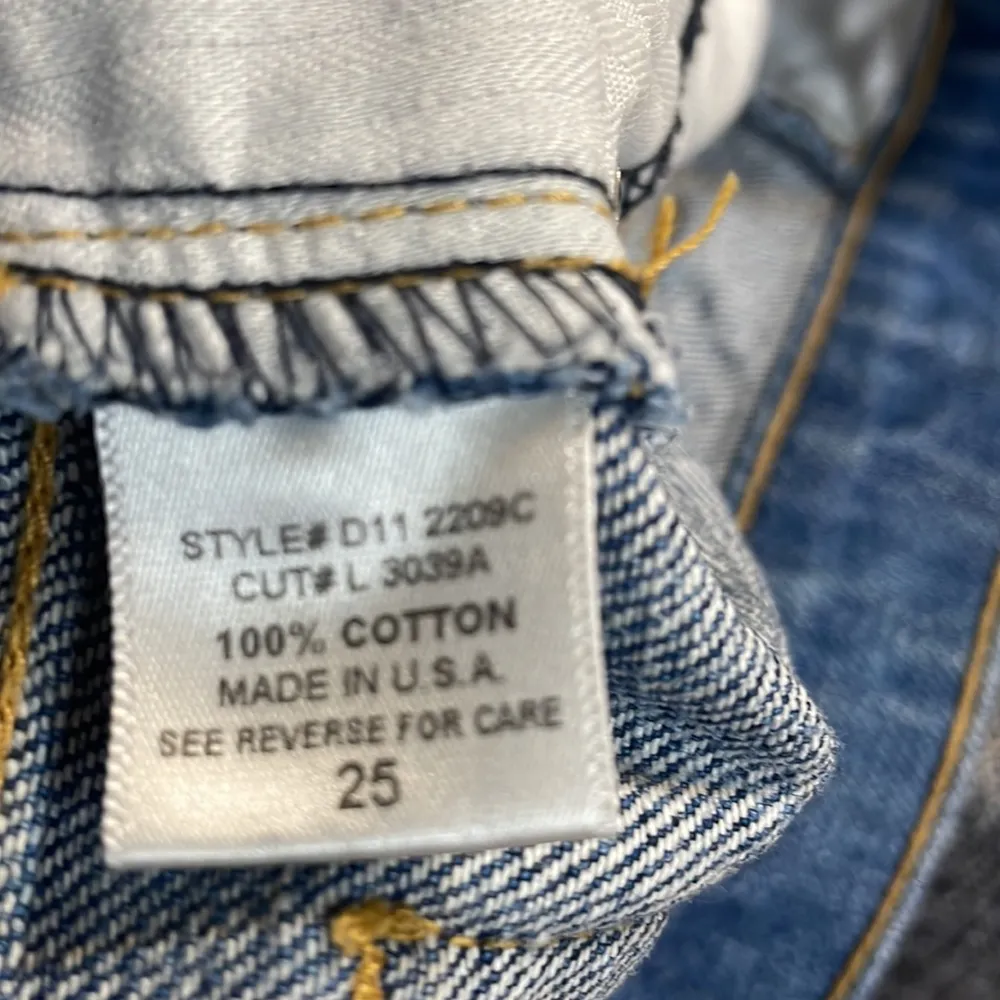 STYLE# D11 2209C
CUT# L 3039A
100% COTTON
MADE IN U.S.A.
SEE REVERSE FOR CARE
25